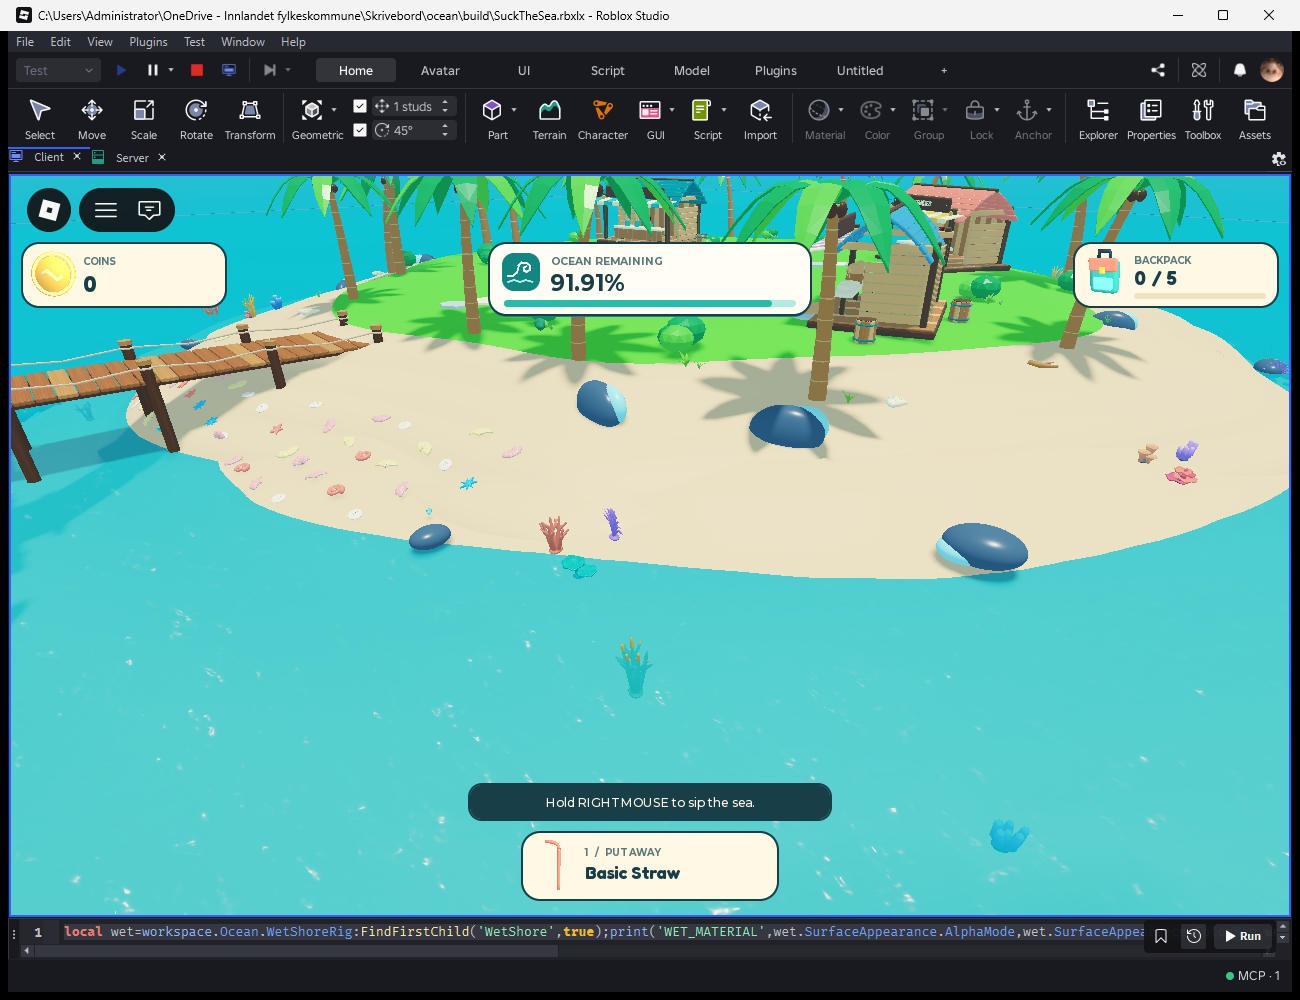 C:\Users\Administrator\OneDrive - Innlandet fylkeskommune\Skrivebord\ocean\build\SuckTheSea.rbxlx - Roblox Studio
File Edit View Plugins Test Window Help
Test Home Avatar UI Script Model Plugins Untitled +
1 studs
45°
Select Move Scale Rotate Transform Geometric Part Terrain Character GUI Script Import Material Color Group Lock Anchor Explorer Properties Toolbox Assets
Client Server
COINS
0
OCEAN REMAINING
91.91%
BACKPACK
0 / 5
Hold RIGHTMOUSE to sip the sea.
1 / PUT AWAY
Basic Straw
1 local wet=workspace.Ocean.WetShoreRig:FindFirstChild('WetShore',true);print('WET_MATERIAL',wet.SurfaceAppearance.AlphaMode,wet.SurfaceAppea
Run
MCP · 1